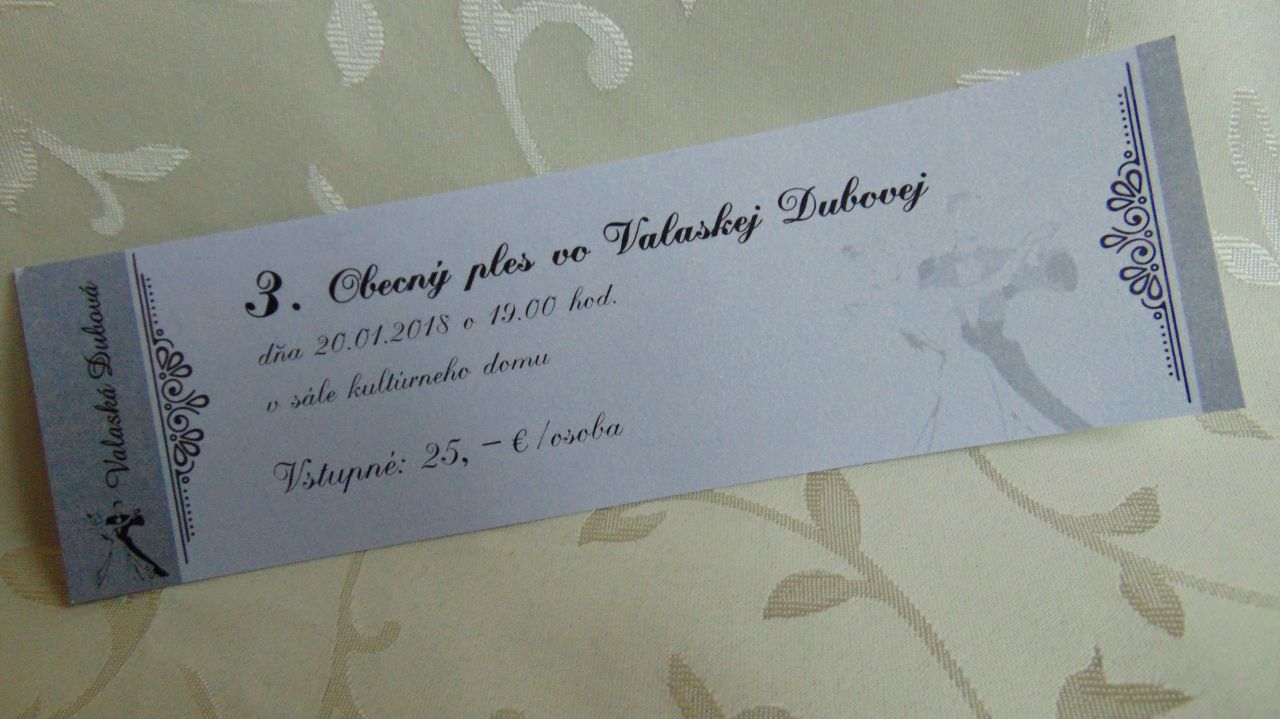 Valaská Dubová
3. Obecný ples vo Valaskej Dubovej
dňa 20.01.2018 o 19.00 hod.
v sále kultúrneho domu
Vstupné: 25, – € /osoba